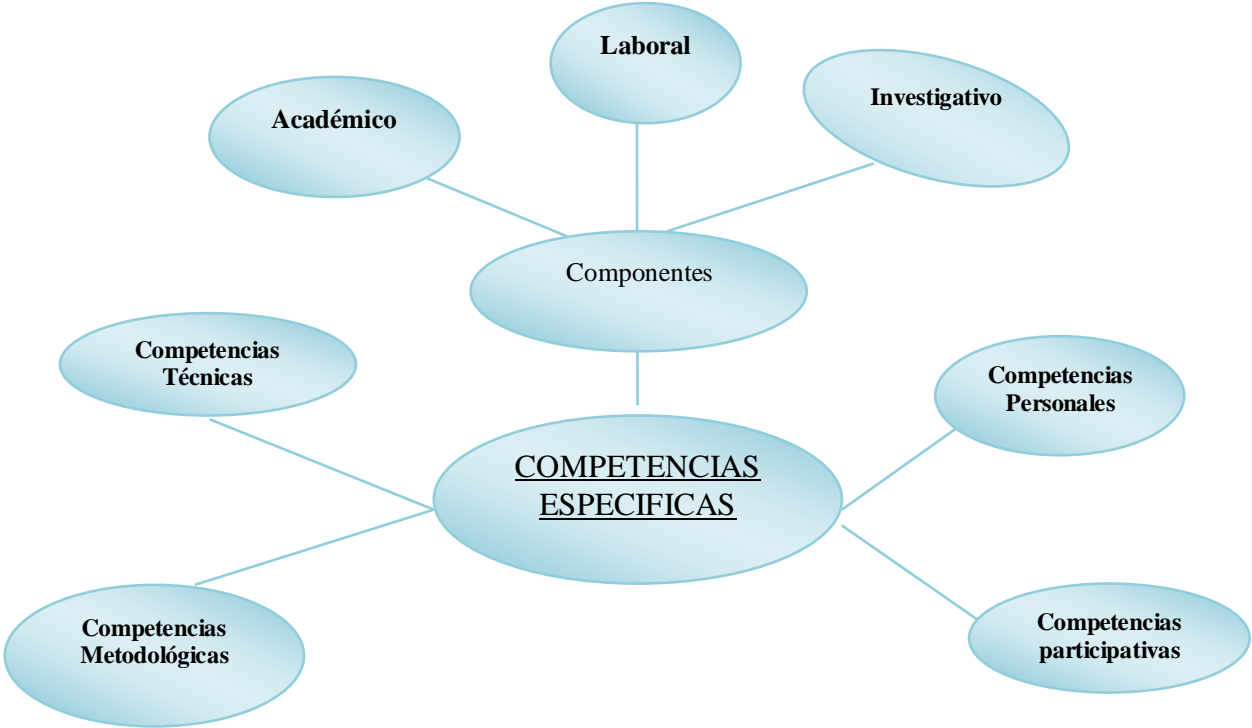 Laboral
Académico
Investigativo
Componentes
Competencias
Técnicas
Competencias
Personales
COMPETENCIAS
ESPECIFICAS
Competencias
Metodológicas
Competencias
participativas